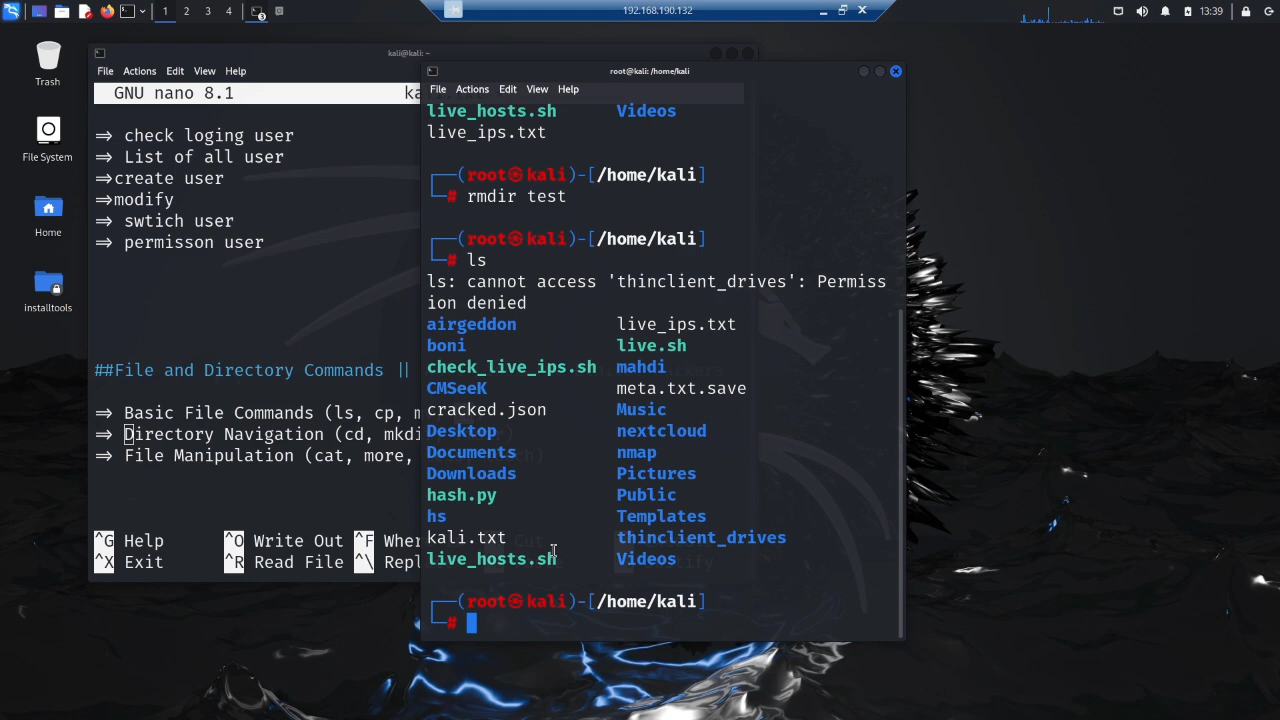 1 2 3 4
192.168.190.132
13:39
Trash
File System
Home
installtools
kali@kali: ~
File Actions Edit View Help
GNU nano 8.1 ka
=> check loging user
=> List of all user
=>create user
=>modify
=> swtich user
=> permisson user
##File and Directory Commands ||
=> Basic File Commands (ls, cp, m
=> Directory Navigation (cd, mkdi
=> File Manipulation (cat, more,
^G Help ^O Write Out ^F Wher
^X Exit ^R Read File ^\ Repl
root@kali: /home/kali
File Actions Edit View Help
live_hosts.sh Videos
live_ips.txt
┌──(root㉿kali)-[/home/kali]
└─# rmdir test
┌──(root㉿kali)-[/home/kali]
└─# ls
ls: cannot access 'thinclient_drives': Permiss
ion denied
airgeddon live_ips.txt
boni live.sh
check_live_ips.sh mahdi
CMSeeK meta.txt.save
cracked.json Music
Desktop nextcloud
Documents nmap
Downloads Pictures
hash.py Public
hs Templates
kali.txt thinclient_drives
live_hosts.sh Videos
┌──(root㉿kali)-[/home/kali]
└─#